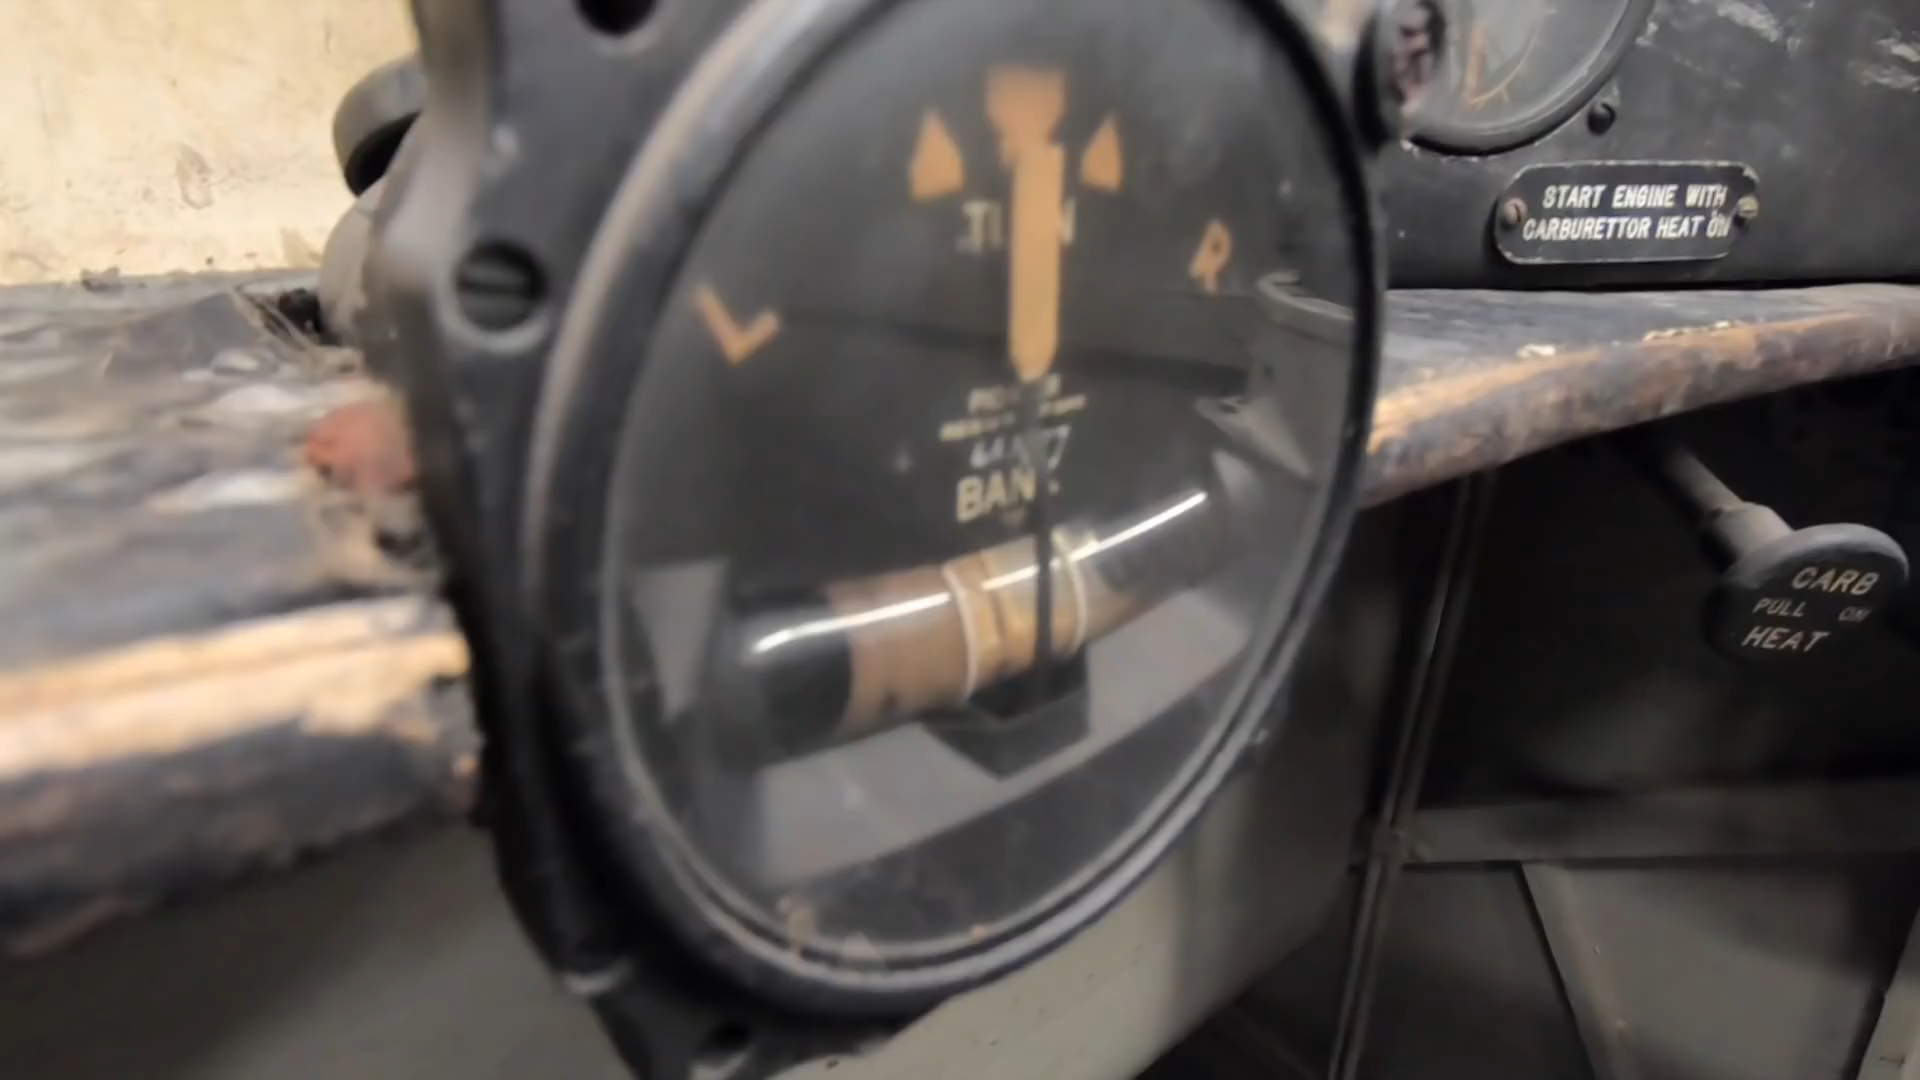 START ENGINE WITH
CARBURETTOR HEAT ON
L
R
BANK
CARB
PULL ON
HEAT